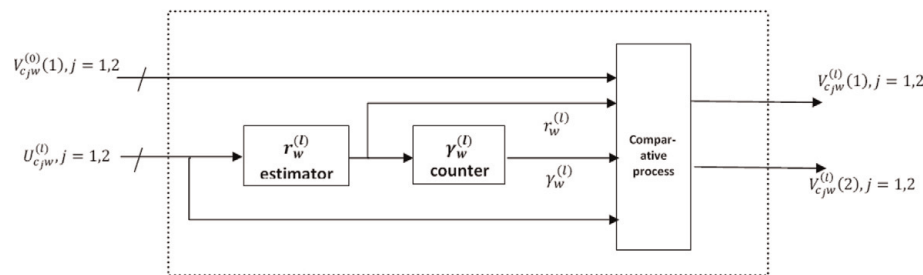 V_{c_jw}^{(0)}(1), j = 1,2
U_{c_jw}^{(l)}, j = 1,2
r_w^{(l)}
estimator
γ_w^{(l)}
counter
r_w^{(l)}
γ_w^{(l)}
Compar-
ative
process
V_{c_jw}^{(l)}(1), j = 1,2
V_{c_jw}^{(l)}(2), j = 1,2